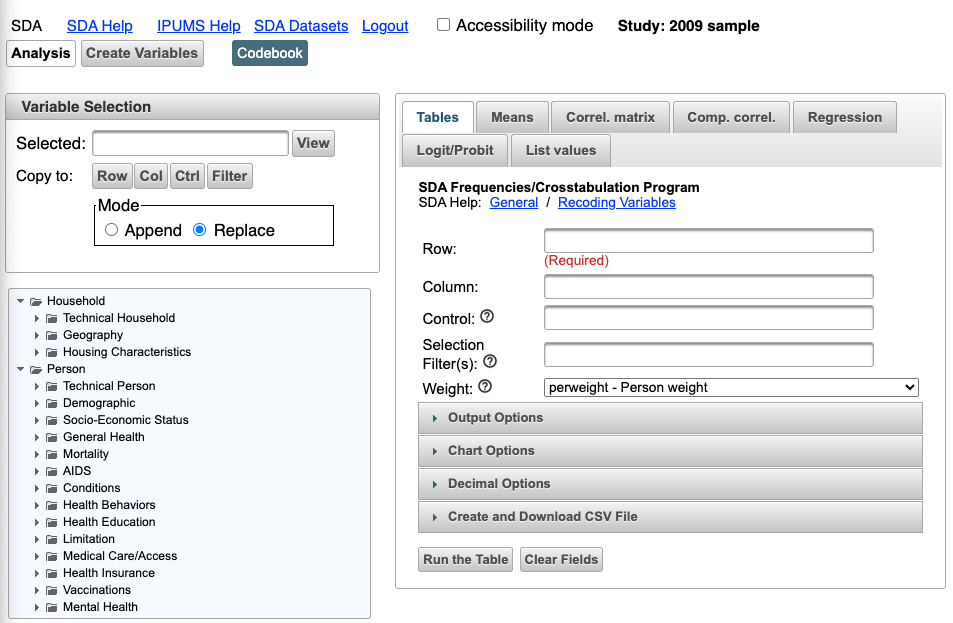 SDA SDA Help IPUMS Help SDA Datasets Logout Accessibility mode Study: 2009 sample
Analysis Create Variables Codebook
Variable Selection
Selected: View
Copy to: Row Col Ctrl Filter
Mode
Append Replace
Household
Technical Household
Geography
Housing Characteristics
Person
Technical Person
Demographic
Socio-Economic Status
General Health
Mortality
AIDS
Conditions
Health Behaviors
Health Education
Limitation
Medical Care/Access
Health Insurance
Vaccinations
Mental Health
Tables Means Correl. matrix Comp. correl. Regression
Logit/Probit List values
SDA Frequencies/Crosstabulation Program
SDA Help: General / Recoding Variables
Row:
(Required)
Column:
Control: ?
Selection
Filter(s): ?
Weight: ? perweight - Person weight
Output Options
Chart Options
Decimal Options
Create and Download CSV File
Run the Table Clear Fields